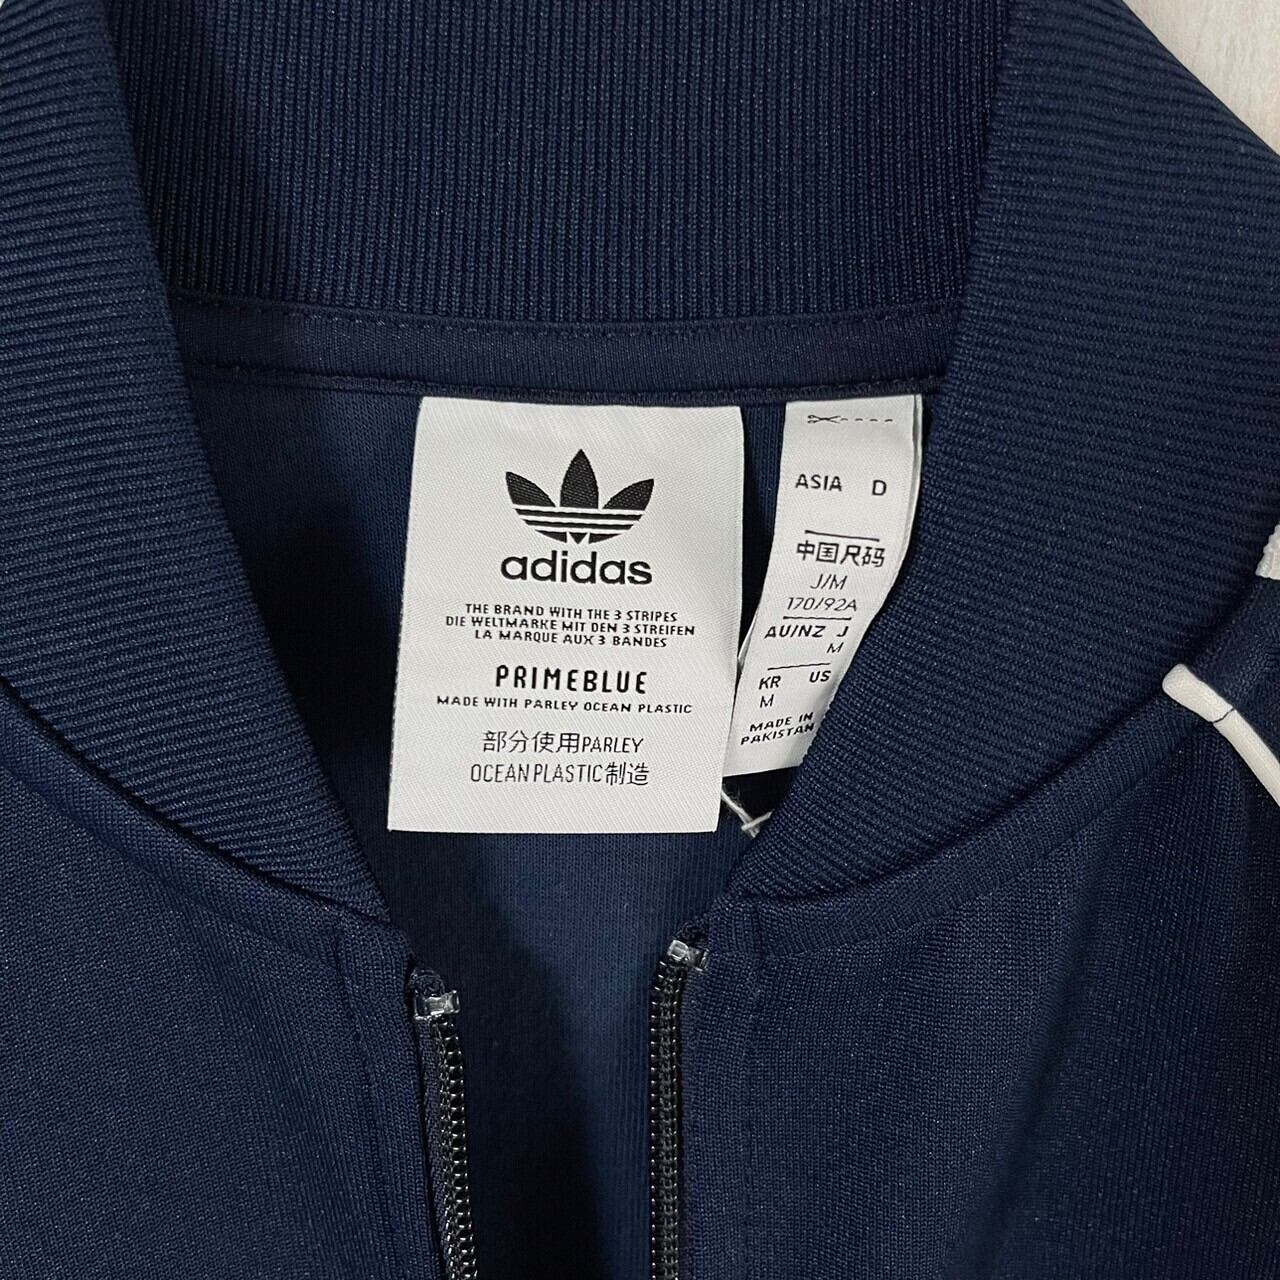 adidas
THE BRAND WITH THE 3 STRIPES
DIE WELTMARKE MIT DEN 3 STREIFEN
LA MARQUE AUX 3 BANDES
PRIMEBLUE
MADE WITH PARLEY OCEAN PLASTIC
部分使用PARLEY
OCEAN PLASTIC制造
ASIA D
中国尺码
J/M
170/92A
AU/NZ J
M
KR US
M
MADE IN
PAKISTAN